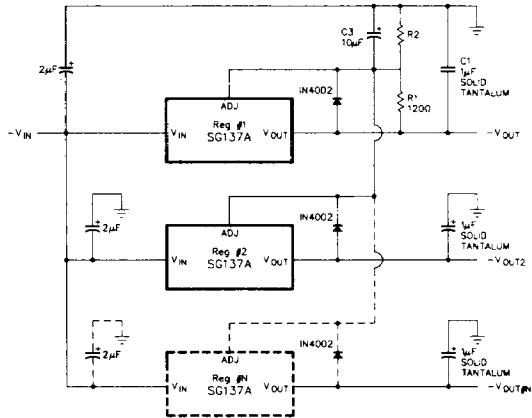 C3
10µF
R2
C1
1µF
SOLID
TANTALUM
2µF
+
+
+
IN4002
R1
120Ω
ADJ
Reg #1
VIN
VOUT
SG137A
-VIN
-VOUT
2µF
+
IN4002
+
1µF
SOLID
TANTALUM
ADJ
Reg #2
VIN
VOUT
SG137A
-VOUT2
2µF
+
IN4002
+
1µF
SOLID
TANTALUM
ADJ
Reg #N
VIN
VOUT
SG137A
-VOUT#N